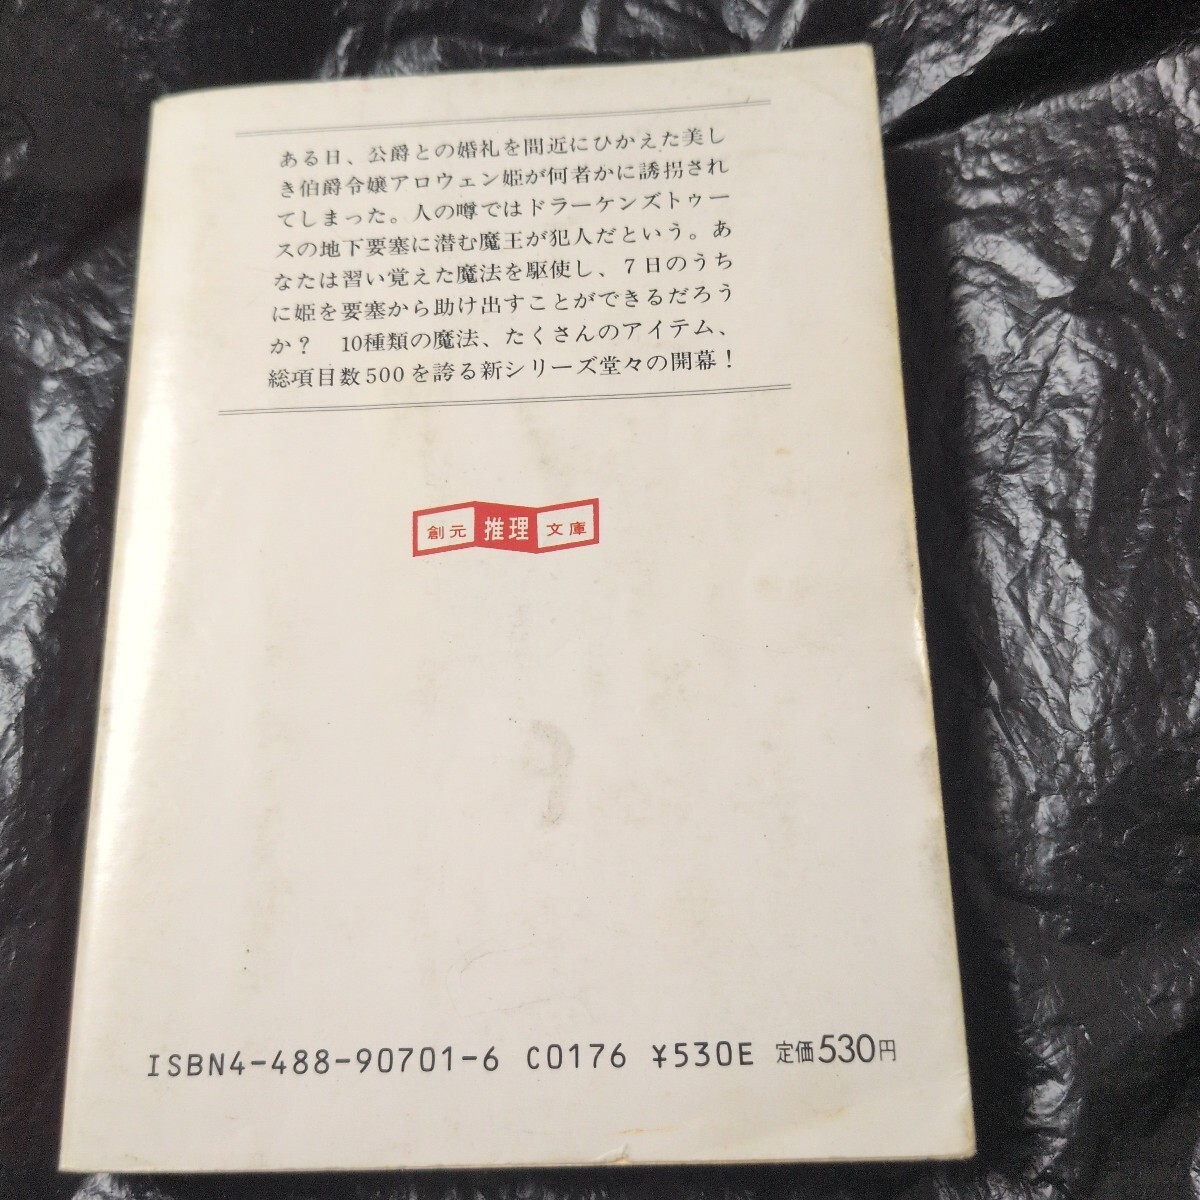 ある日、公爵との婚礼を間近にひかえた美し
き伯爵令嬢アロウェン姫が何者かに誘拐され
てしまった。人の噂ではドラーケンズトゥー
スの地下要塞に潜む魔王が犯人だという。あ
なたは習い覚えた魔法を駆使し、7日のうち
に姫を要塞から助け出すことができるだろう
か？　10種類の魔法、たくさんのアイテム、
総項目数500を誇る新シリーズ堂々の開幕！
創元 推理 文庫
ISBN4-488-90701-6 C0176 ¥530E 定価530円